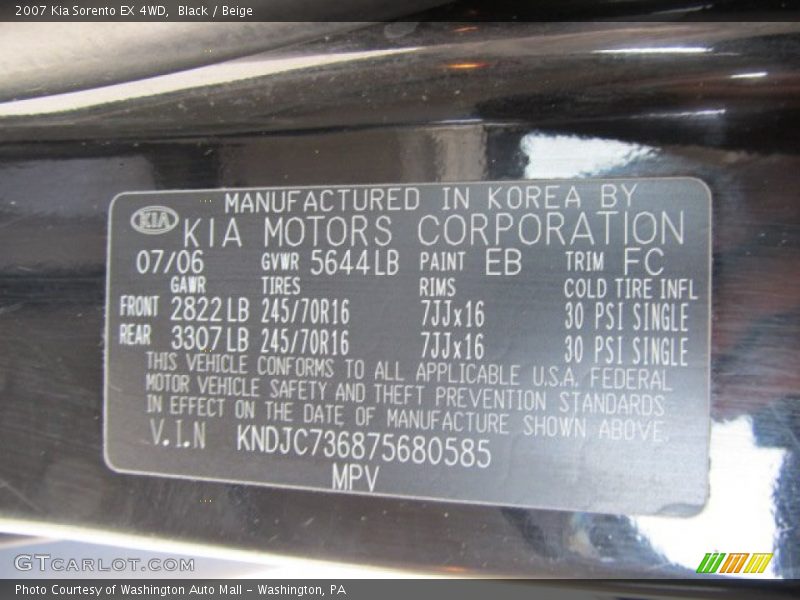 2007 Kia Sorento EX 4WD, Black / Beige
MANUFACTURED IN KOREA BY
KIA KIA MOTORS CORPORATION
07/06 GVWR 5644LB PAINT EB TRIM FC
GAWR TIRES RIMS COLD TIRE INFL
FRONT 2822LB 245/70R16 7JJx16 30 PSI SINGLE
REAR 3307LB 245/70R16 7JJx16 30 PSI SINGLE
THIS VEHICLE CONFORMS TO ALL APPLICABLE U.S.A. FEDERAL
MOTOR VEHICLE SAFETY AND THEFT PREVENTION STANDARDS
IN EFFECT ON THE DATE OF MANUFACTURE SHOWN ABOVE.
V.I.N KNDJC736875680585
MPV
GTCARLOT.COM
Photo Courtesy of Washington Auto Mall - Washington, PA